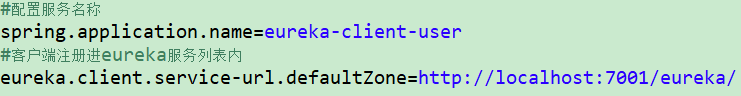 #配置服务名称
spring.application.name=eureka-client-user
#客户端注册进eureka服务列表内
eureka.client.service-url.defaultZone=http://localhost:7001/eureka/